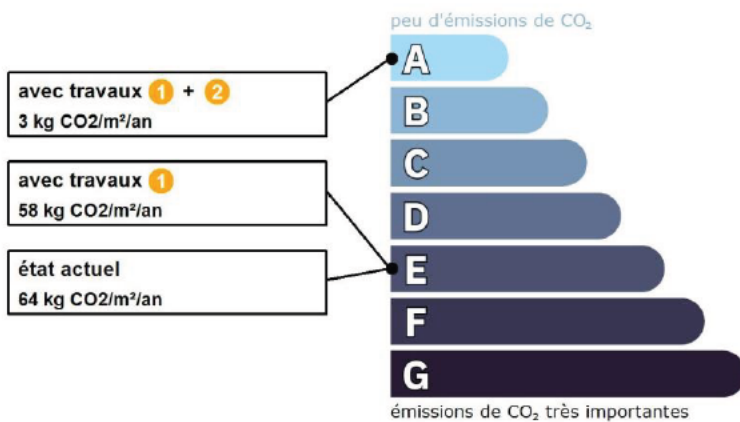 peu d'émissions de CO₂
A
avec travaux 1 + 2
3 kg CO2/m²/an
B
C
avec travaux 1
58 kg CO2/m²/an
D
E
état actuel
64 kg CO2/m²/an
F
G
émissions de CO₂ très importantes